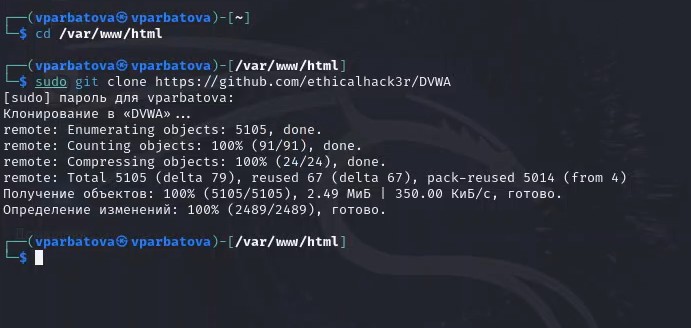 ┌──(vparbatova㉿vparbatova)-[~]
└─$ cd /var/www/html
┌──(vparbatova㉿vparbatova)-[/var/www/html]
└─$ sudo git clone https://github.com/ethicalhack3r/DVWA
[sudo] пароль для vparbatova:
Клонирование в «DVWA»...
remote: Enumerating objects: 5105, done.
remote: Counting objects: 100% (91/91), done.
remote: Compressing objects: 100% (24/24), done.
remote: Total 5105 (delta 79), reused 67 (delta 67), pack-reused 5014 (from 4)
Получение объектов: 100% (5105/5105), 2.49 МиБ | 350.00 КиБ/с, готово.
Определение изменений: 100% (2489/2489), готово.
┌──(vparbatova㉿vparbatova)-[/var/www/html]
└─$